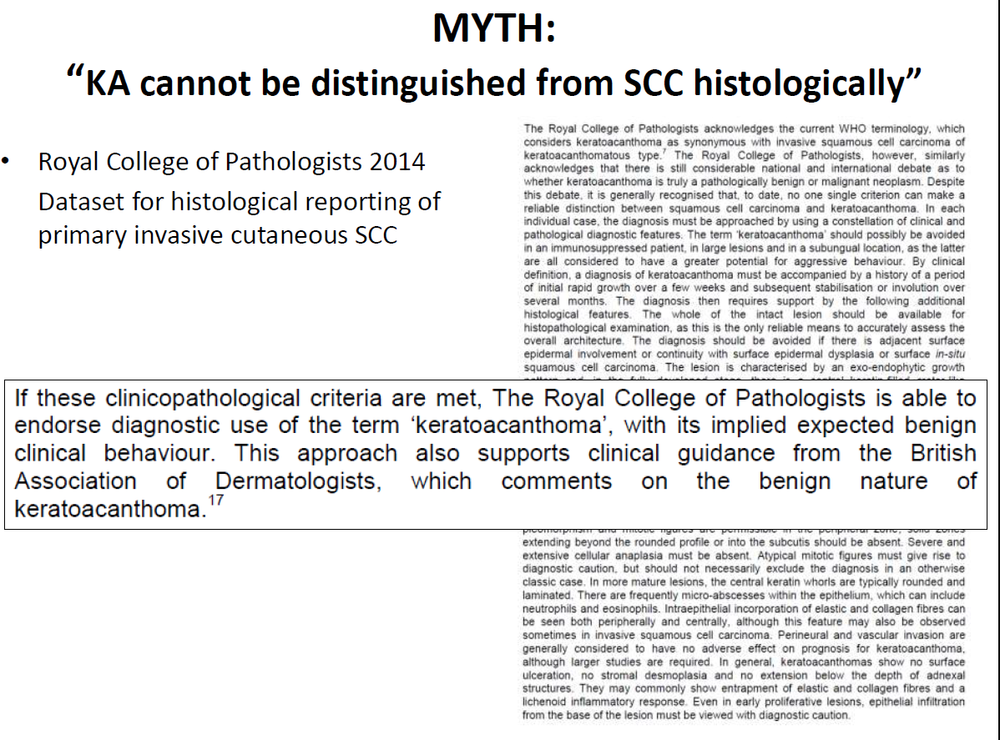 MYTH:
“KA cannot be distinguished from SCC histologically”
• Royal College of Pathologists 2014
Dataset for histological reporting of
primary invasive cutaneous SCC
The Royal College of Pathologists acknowledges the current WHO terminology, which
considers keratoacanthoma as synonymous with invasive squamous cell carcinoma of
keratoacanthomatous type.7 The Royal College of Pathologists, however, similarly
acknowledges that there is still considerable national and international debate as to
whether keratoacanthoma is truly a pathologically benign or malignant neoplasm. Despite
this debate, it is generally recognised that, to date, no one single criterion can make a
reliable distinction between squamous cell carcinoma and keratoacanthoma. In each
individual case, the diagnosis must be approached by using a constellation of clinical and
pathological diagnostic features. The term ‘keratoacanthoma’ should possibly be avoided
in an immunosuppressed patient, in large lesions and in a subungual location, as the latter
are all considered to have a greater potential for aggressive behaviour. By clinical
definition, a diagnosis of keratoacanthoma must be accompanied by a history of a period
of initial rapid growth over a few weeks and subsequent stabilisation or involution over
several months. The diagnosis then requires support by the following additional
histological features. The whole of the intact lesion should be available for
histopathological examination, as this is the only reliable means to accurately assess the
overall architecture. The diagnosis should be avoided if there is adjacent surface
epidermal involvement or continuity with surface epidermal dysplasia or surface in-situ
squamous cell carcinoma. The lesion is characterised by an exo-endophytic growth
If these clinicopathological criteria are met, The Royal College of Pathologists is able to
endorse diagnostic use of the term ‘keratoacanthoma’, with its implied expected benign
clinical behaviour. This approach also supports clinical guidance from the British
Association of Dermatologists, which comments on the benign nature of
keratoacanthoma.17
pleomorphism and mitotic figures are permissible in the peripheral zone, solid zones
extending beyond the rounded profile or into the subcutis should be absent. Severe and
extensive cellular anaplasia must be absent. Atypical mitotic figures must give rise to
diagnostic caution, but should not necessarily exclude the diagnosis in an otherwise
classic case. In more mature lesions, the central keratin whorls are typically rounded and
laminated. There are frequently micro-abscesses within the epithelium, which can include
neutrophils and eosinophils. Intraepithelial incorporation of elastic and collagen fibres can
be seen both peripherally and centrally, although this feature may also be observed
sometimes in invasive squamous cell carcinoma. Perineural and vascular invasion are
generally considered to have no adverse effect on prognosis for keratoacanthoma,
although larger studies are required. In general, keratoacanthomas show no surface
ulceration, no stromal desmoplasia and no extension below the depth of adnexal
structures. They may commonly show entrapment of elastic and collagen fibres and a
lichenoid inflammatory response. Even in early proliferative lesions, epithelial infiltration
from the base of the lesion must be viewed with diagnostic caution.